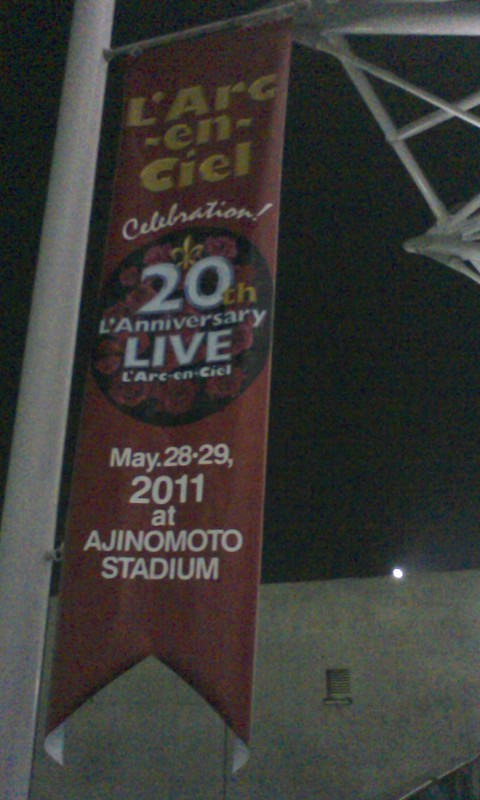 L'Arc
-en-
Ciel
Celebration!
20th
L'Anniversary
LIVE
L'Arc-en-Ciel
May.28•29,
2011
at
AJINOMOTO
STADIUM